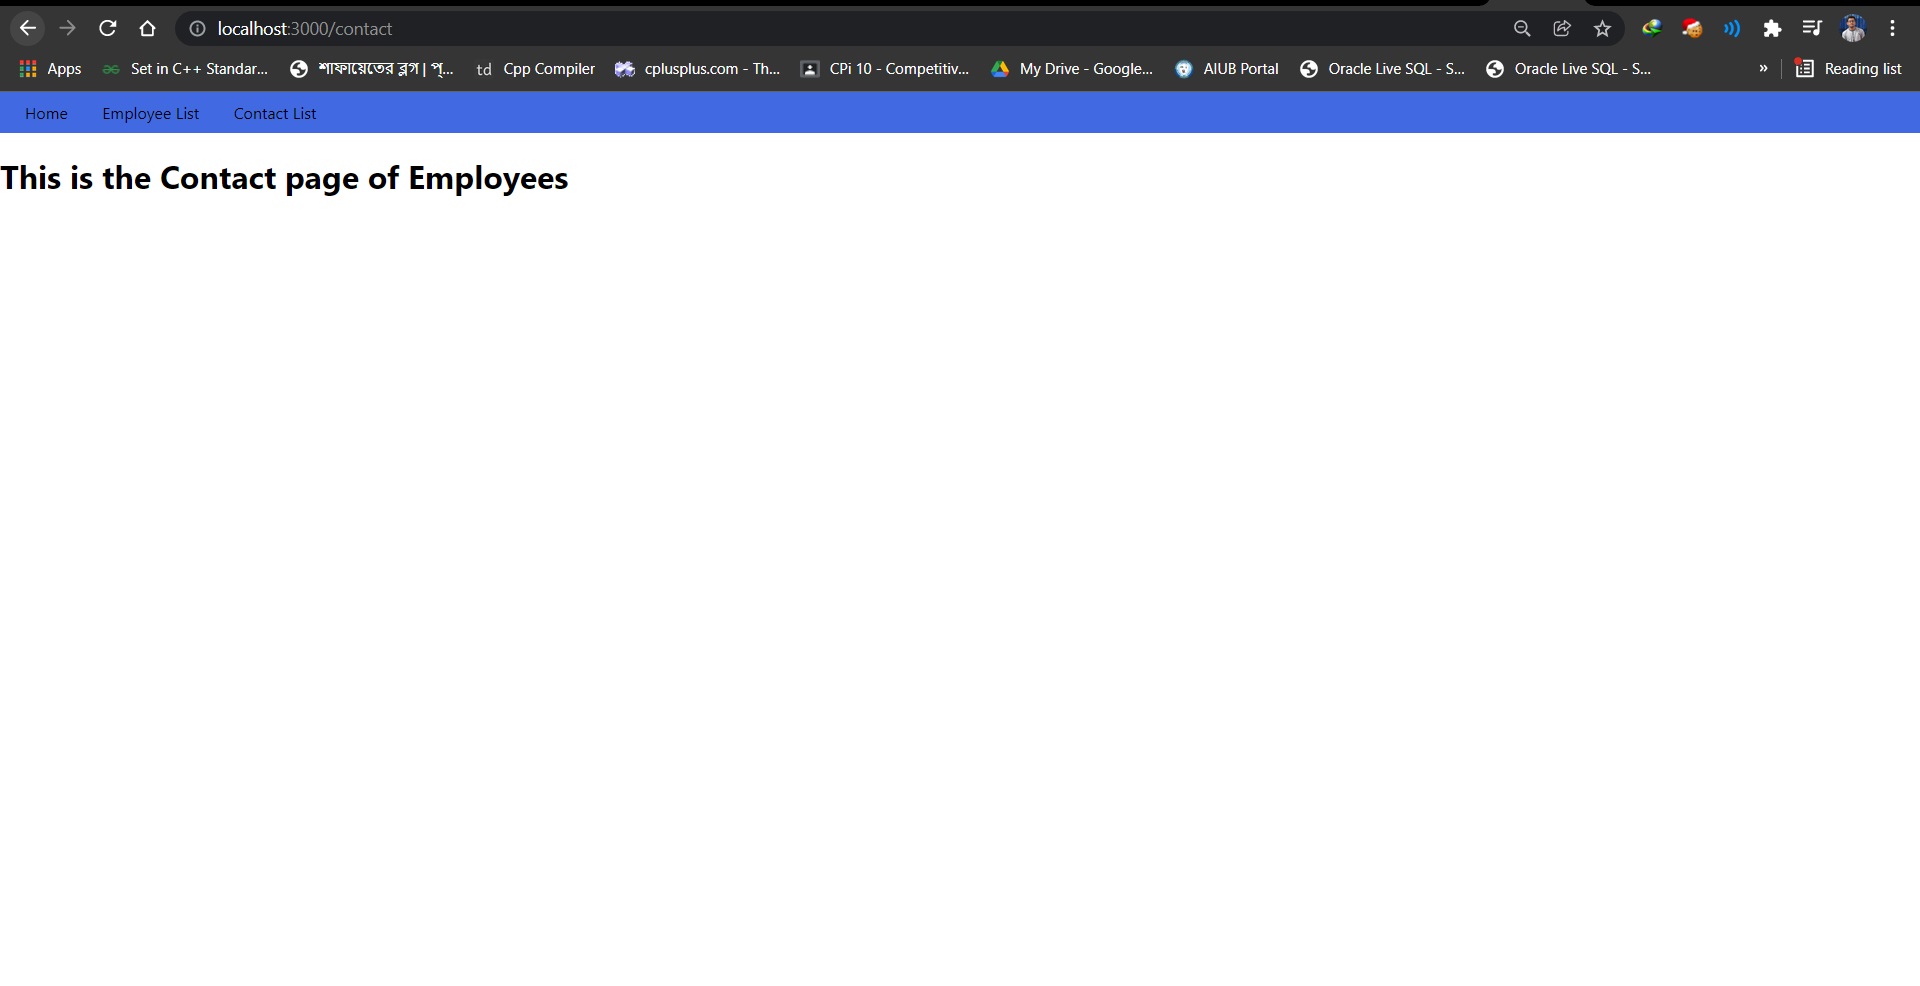 localhost:3000/contact
Apps Set in C++ Standar... শাফায়েতের ব্লগ | প্... td Cpp Compiler cplusplus.com - Th... CPi 10 - Competitiv... My Drive - Google... AIUB Portal Oracle Live SQL - S... Oracle Live SQL - S... » Reading list
Home Employee List Contact List
This is the Contact page of Employees